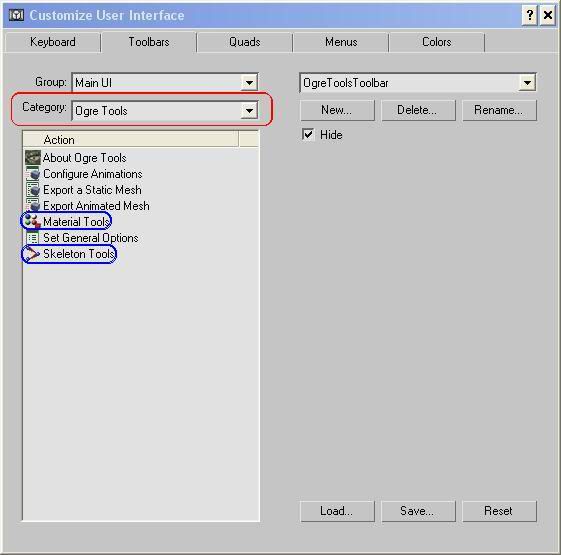 Customize User Interface
Keyboard Toolbars Quads Menus Colors
Group: Main UI
Category: Ogre Tools
Action
About Ogre Tools
Configure Animations
Export a Static Mesh
Export Animated Mesh
Material Tools
Set General Options
Skeleton Tools
OgreToolsToolbar
New... Delete... Rename...
Hide
Load... Save... Reset